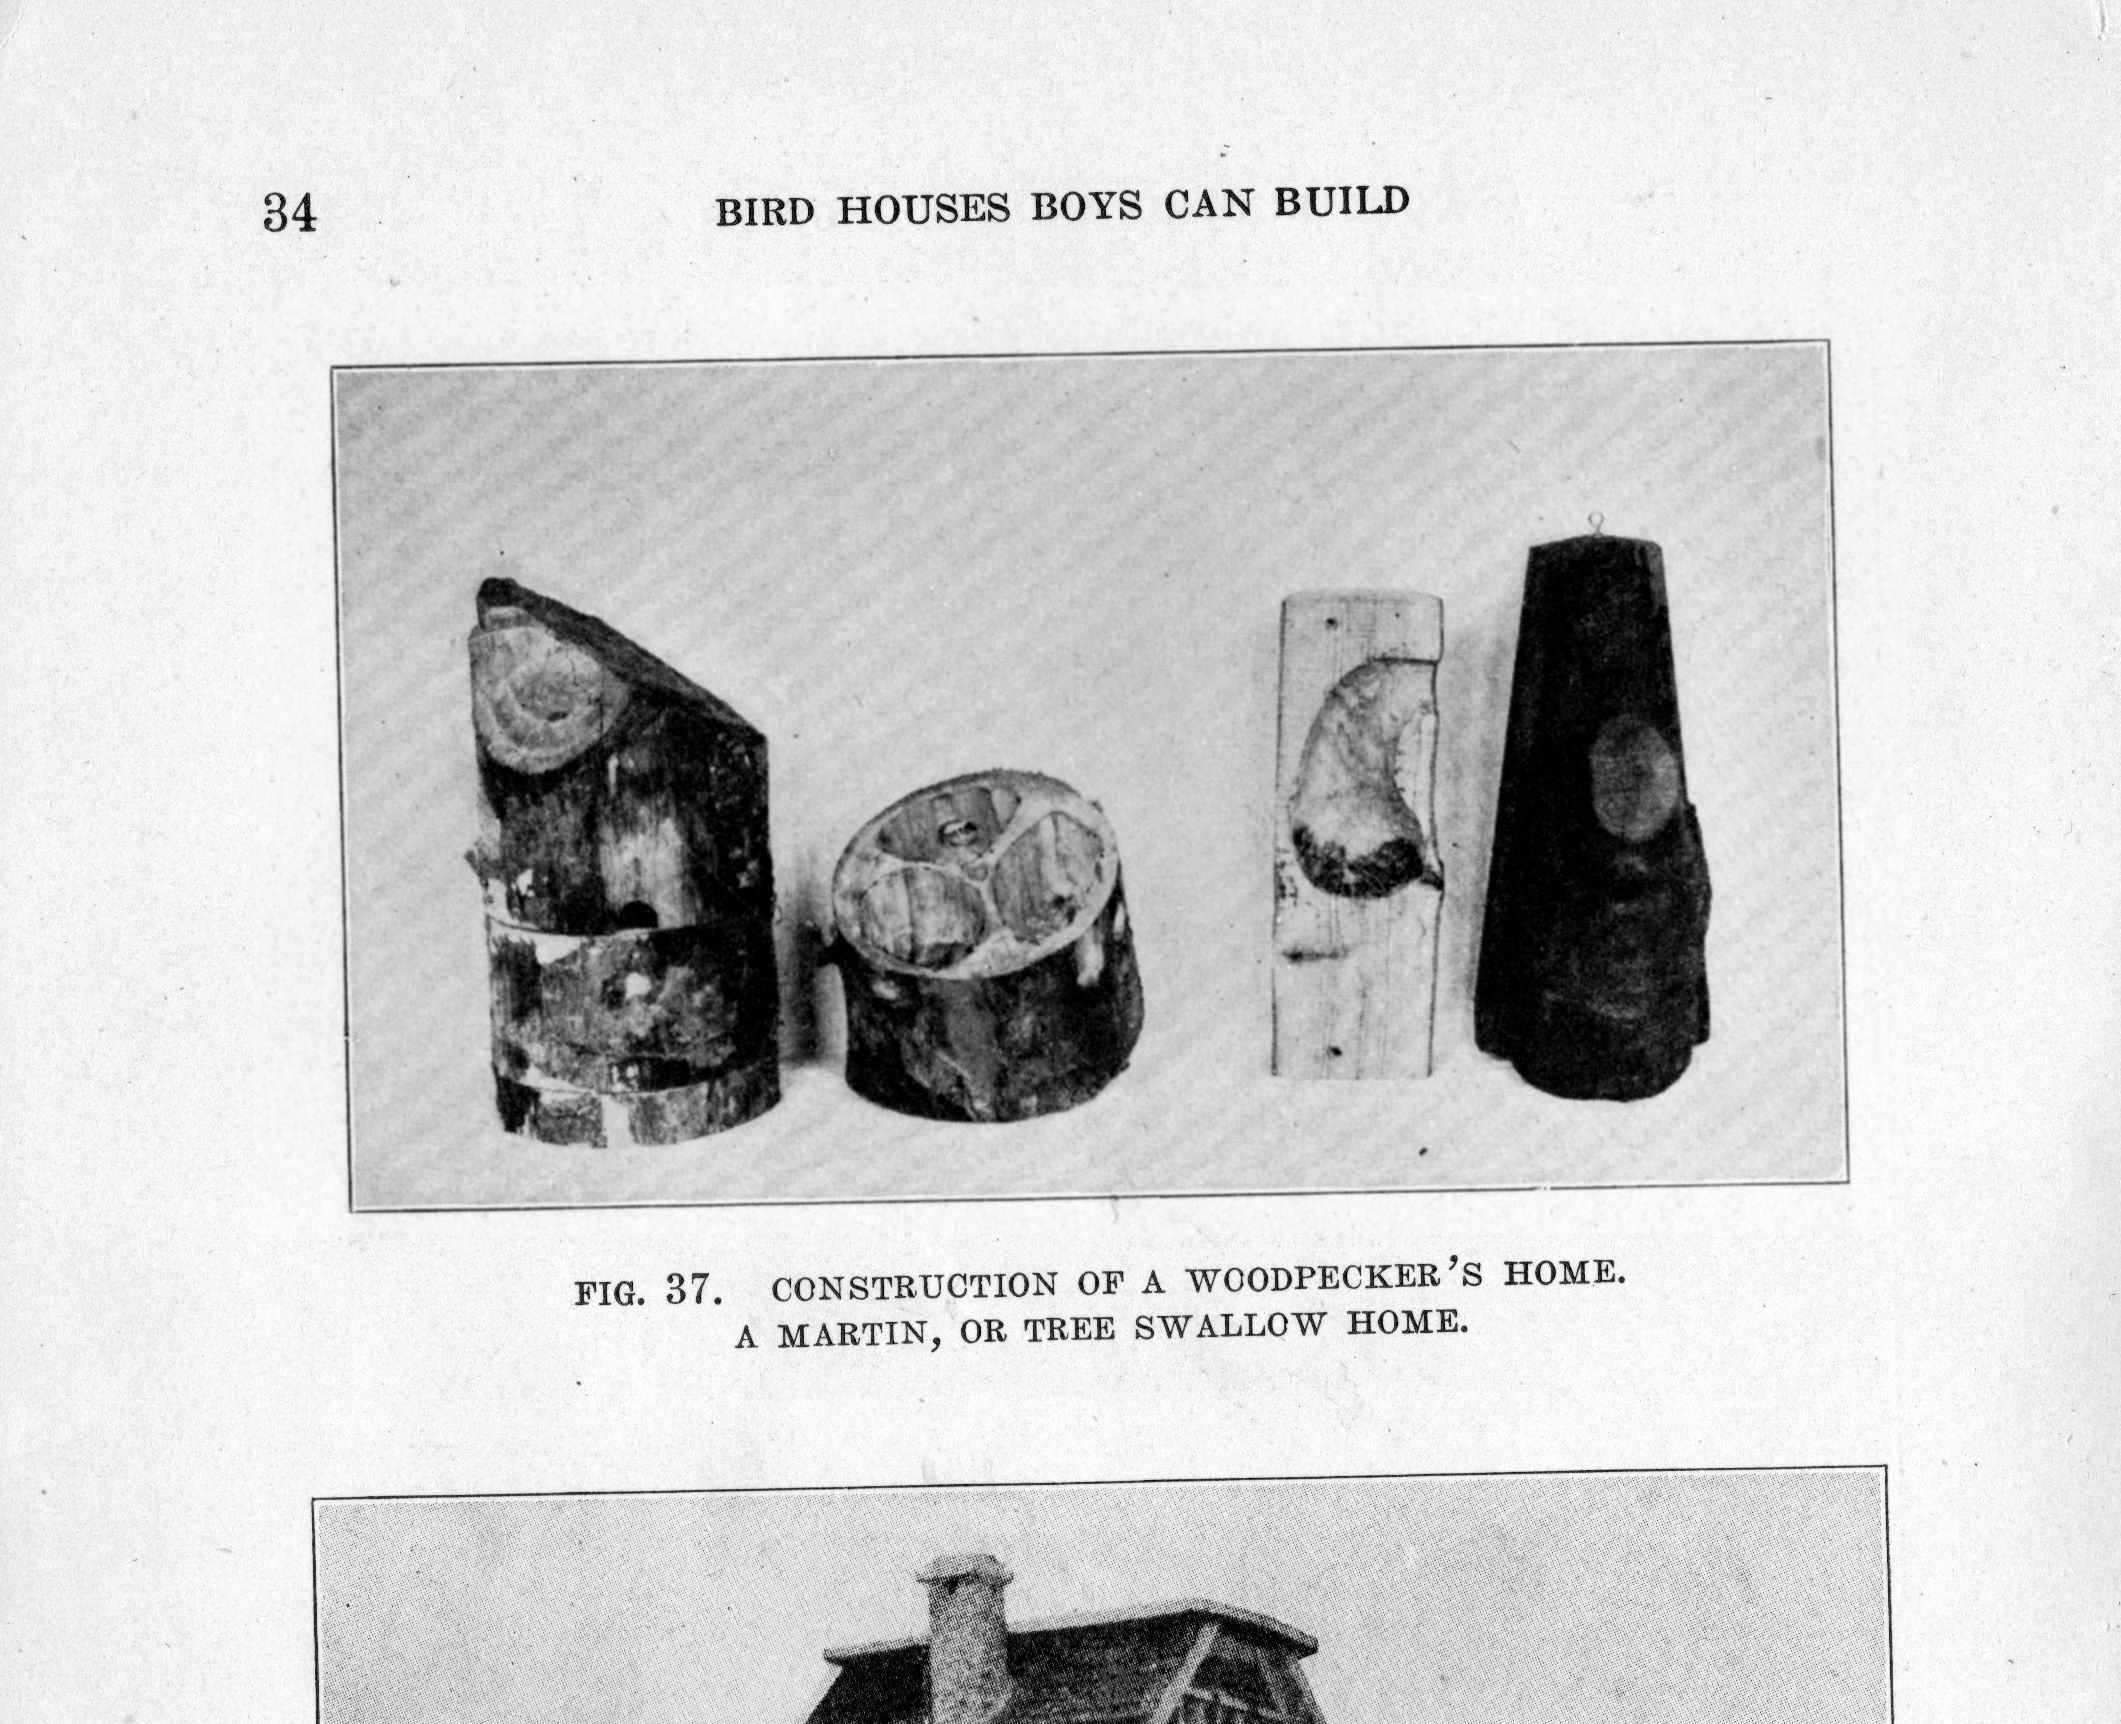 34 BIRD HOUSES BOYS CAN BUILD
FIG. 37. CONSTRUCTION OF A WOODPECKER'S HOME.
A MARTIN, OR TREE SWALLOW HOME.